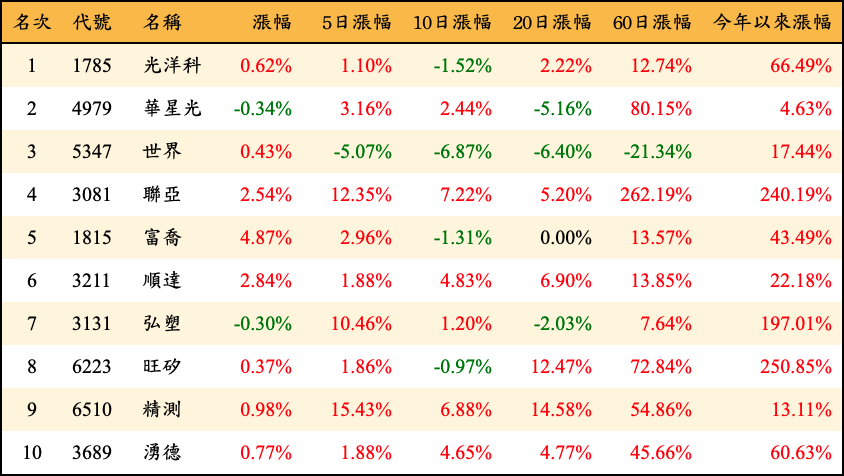 名次 代號 名稱 漲幅 5日漲幅 10日漲幅 20日漲幅 60日漲幅 今年以來漲幅
1 1785 光洋科 0.62% 1.10% -1.52% 2.22% 12.74% 66.49%
2 4979 華星光 -0.34% 3.16% 2.44% -5.16% 80.15% 4.63%
3 5347 世界 0.43% -5.07% -6.87% -6.40% -21.34% 17.44%
4 3081 聯亞 2.54% 12.35% 7.22% 5.20% 262.19% 240.19%
5 1815 富喬 4.87% 2.96% -1.31% 0.00% 13.57% 43.49%
6 3211 順達 2.84% 1.88% 4.83% 6.90% 13.85% 22.18%
7 3131 弘塑 -0.30% 10.46% 1.20% -2.03% 7.64% 197.01%
8 6223 旺矽 0.37% 1.86% -0.97% 12.47% 72.84% 250.85%
9 6510 精測 0.98% 15.43% 6.88% 14.58% 54.86% 13.11%
10 3689 湧德 0.77% 1.88% 4.65% 4.77% 45.66% 60.63%